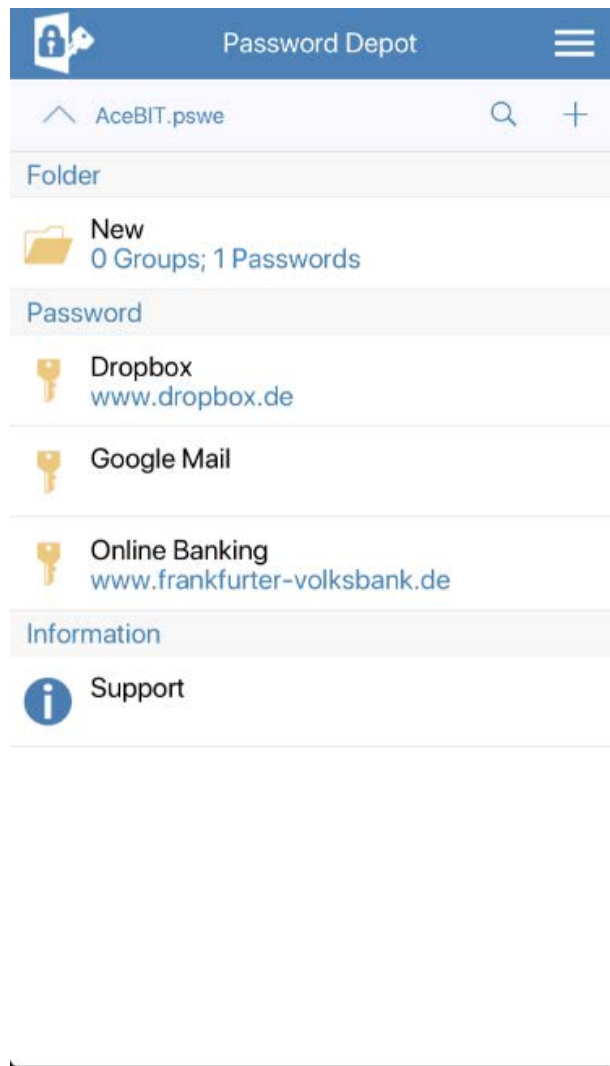 Password Depot
AceBIT.pswe
Folder
New
0 Groups; 1 Passwords
Password
Dropbox
www.dropbox.de
Google Mail
Online Banking
www.frankfurter-volksbank.de
Information
Support